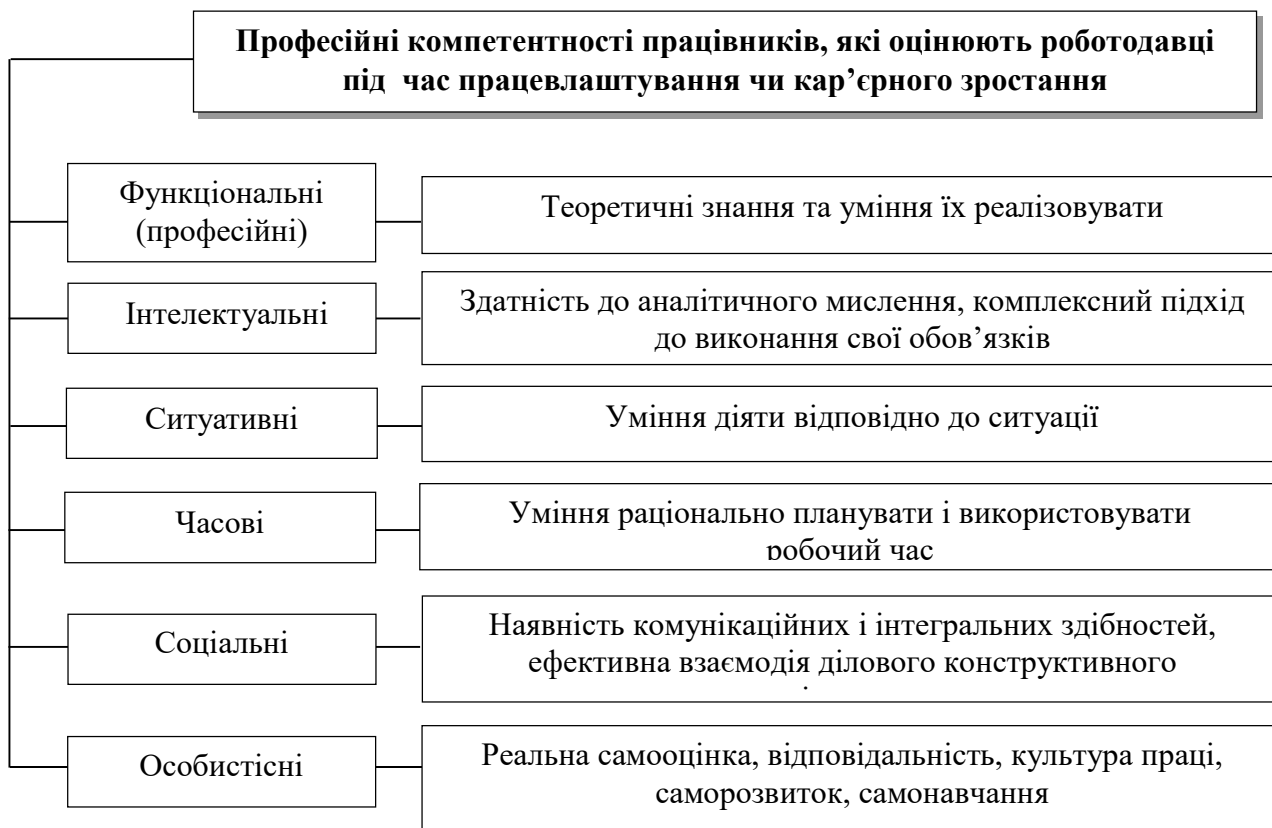 Професійні компетентності працівників, які оцінюють роботодавці
під час працевлаштування чи кар’єрного зростання
Функціональні
(професійні)
Теоретичні знання та уміння їх реалізовувати
Інтелектуальні
Здатність до аналітичного мислення, комплексний підхід
до виконання свої обов’язків
Ситуативні
Уміння діяти відповідно до ситуації
Часові
Уміння раціонально планувати і використовувати
робочий час
Соціальні
Наявність комунікаційних і інтегральних здібностей,
ефективна взаємодія ділового конструктивного
Особистісні
Реальна самооцінка, відповідальність, культура праці,
саморозвиток, самонавчання